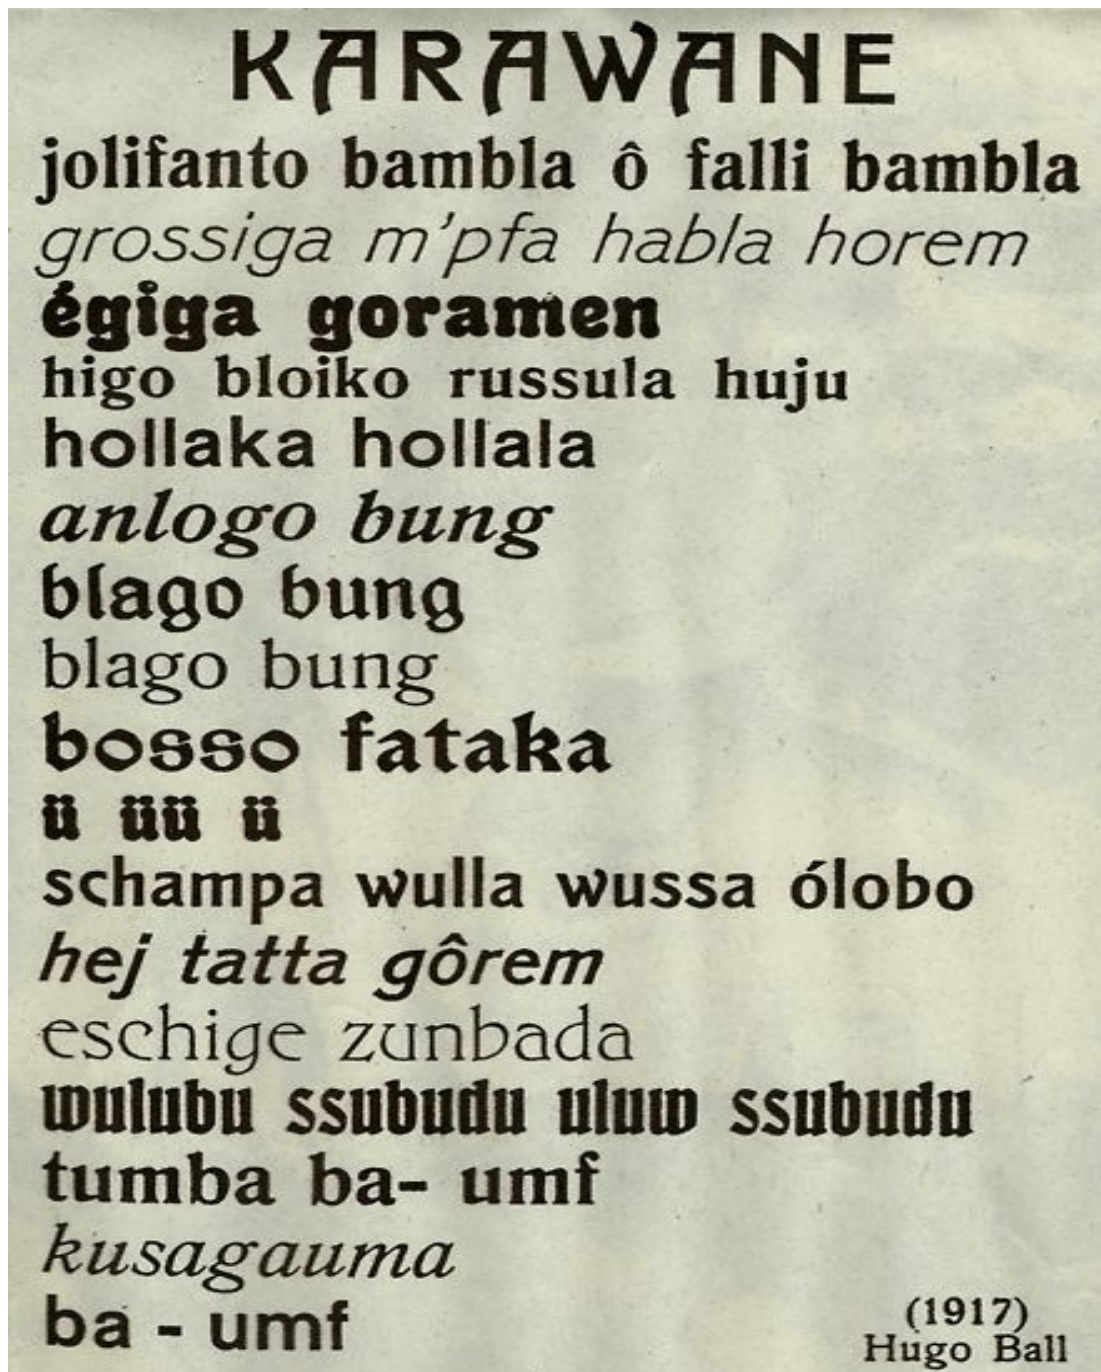 KARAWANE
jolifanto bambla ô falli bambla
grossiga m'pfa habla horem
égiga goramen
higo bloiko russula huju
hollaka hollala
anlogo bung
blago bung
blago bung
bosso fataka
ü üü ü
schampa wulla wussa ólobo
hej tatta gôrem
eschige zunbada
wulubu ssubudu uluw ssubudu
tumba ba- umf
kusagauma
ba - umf
(1917)
Hugo Ball